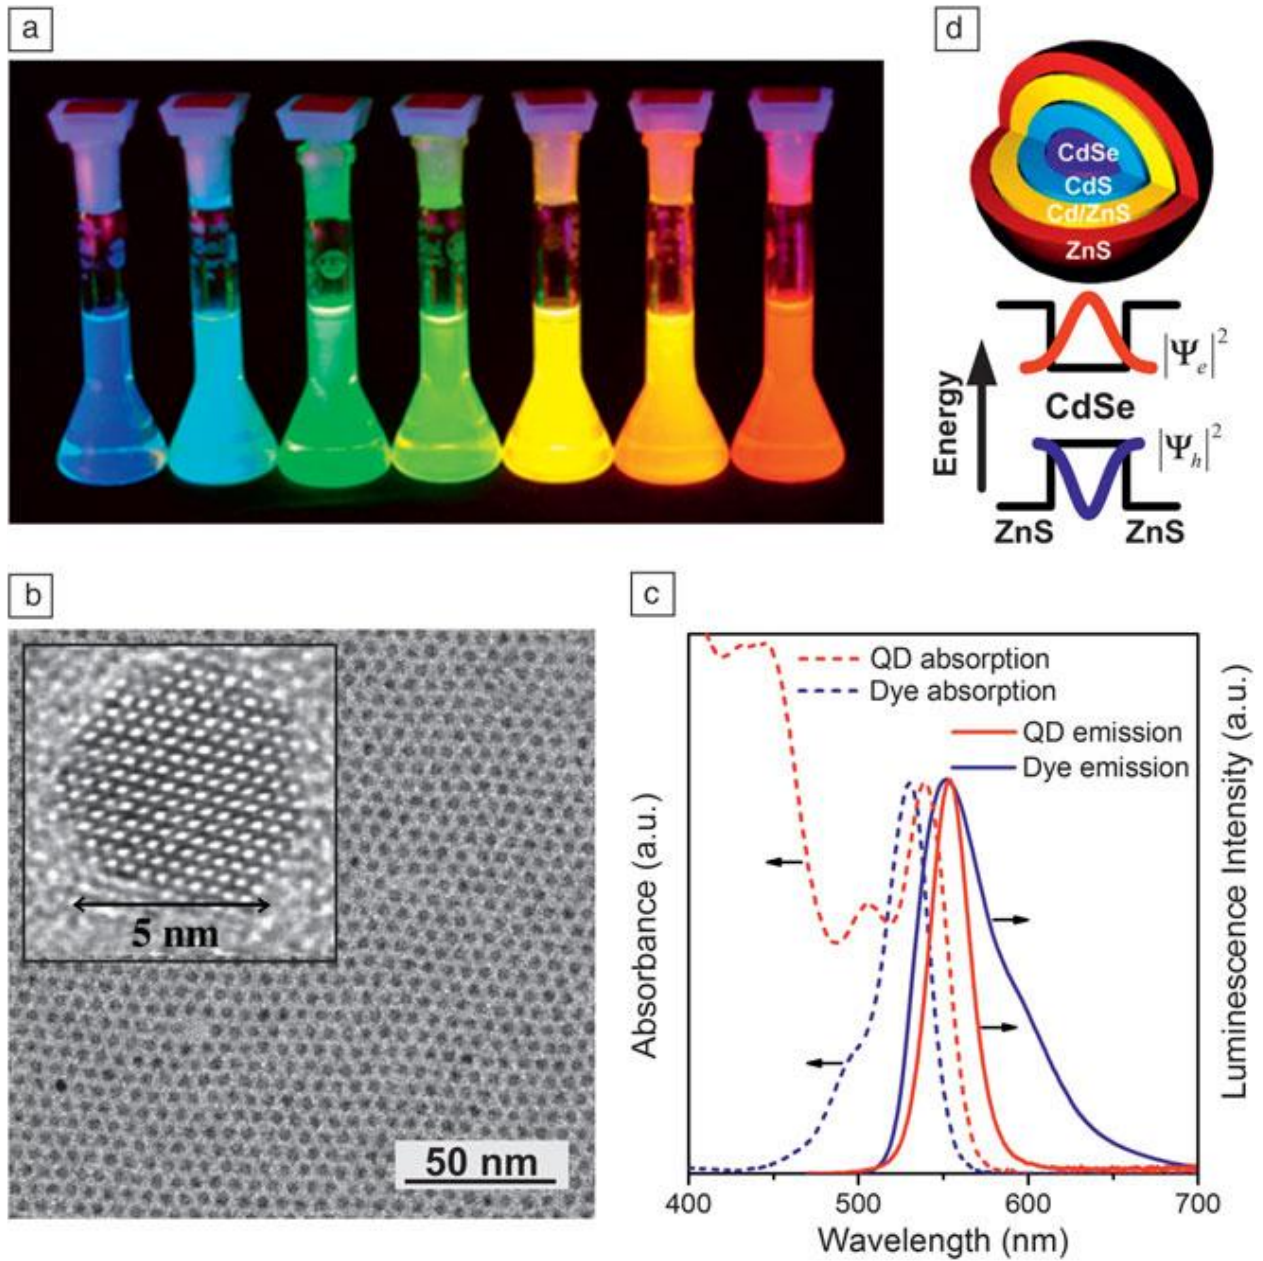 a
d
CdSe
CdS
Cd/ZnS
ZnS
|Ψe|²
Energy
CdSe
|Ψh|²
ZnS
ZnS
b
5 nm
50 nm
c
QD absorption
Dye absorption
QD emission
Dye emission
Absorbance (a.u.)
Luminescence Intensity (a.u.)
400
500
600
700
Wavelength (nm)